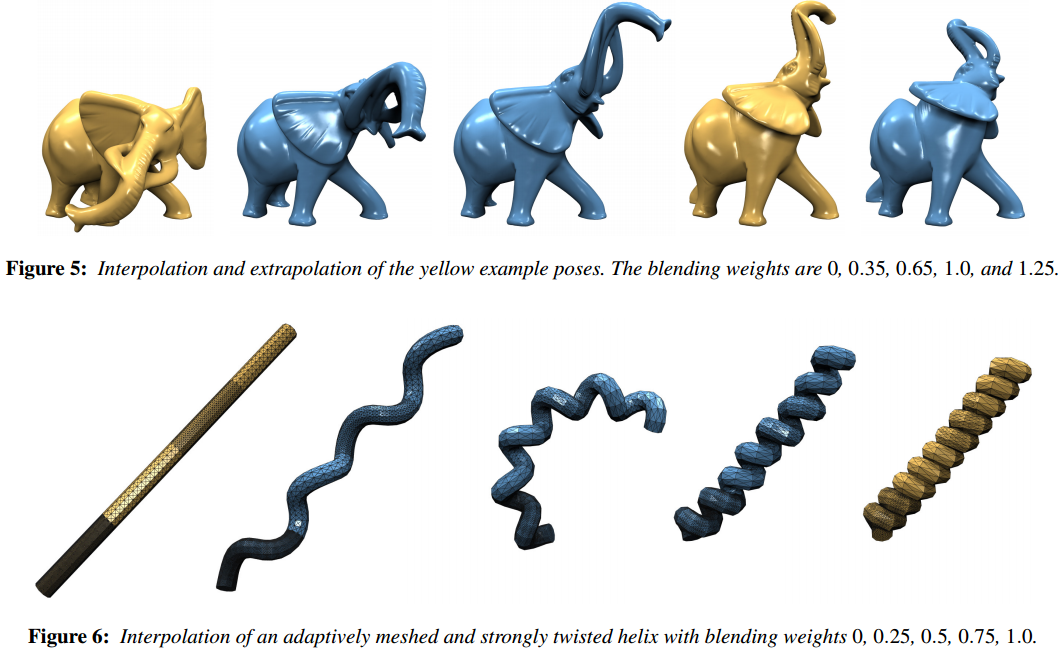 Figure 5: Interpolation and extrapolation of the yellow example poses. The blending weights are 0, 0.35, 0.65, 1.0, and 1.25.
Figure 6: Interpolation of an adaptively meshed and strongly twisted helix with blending weights 0, 0.25, 0.5, 0.75, 1.0.